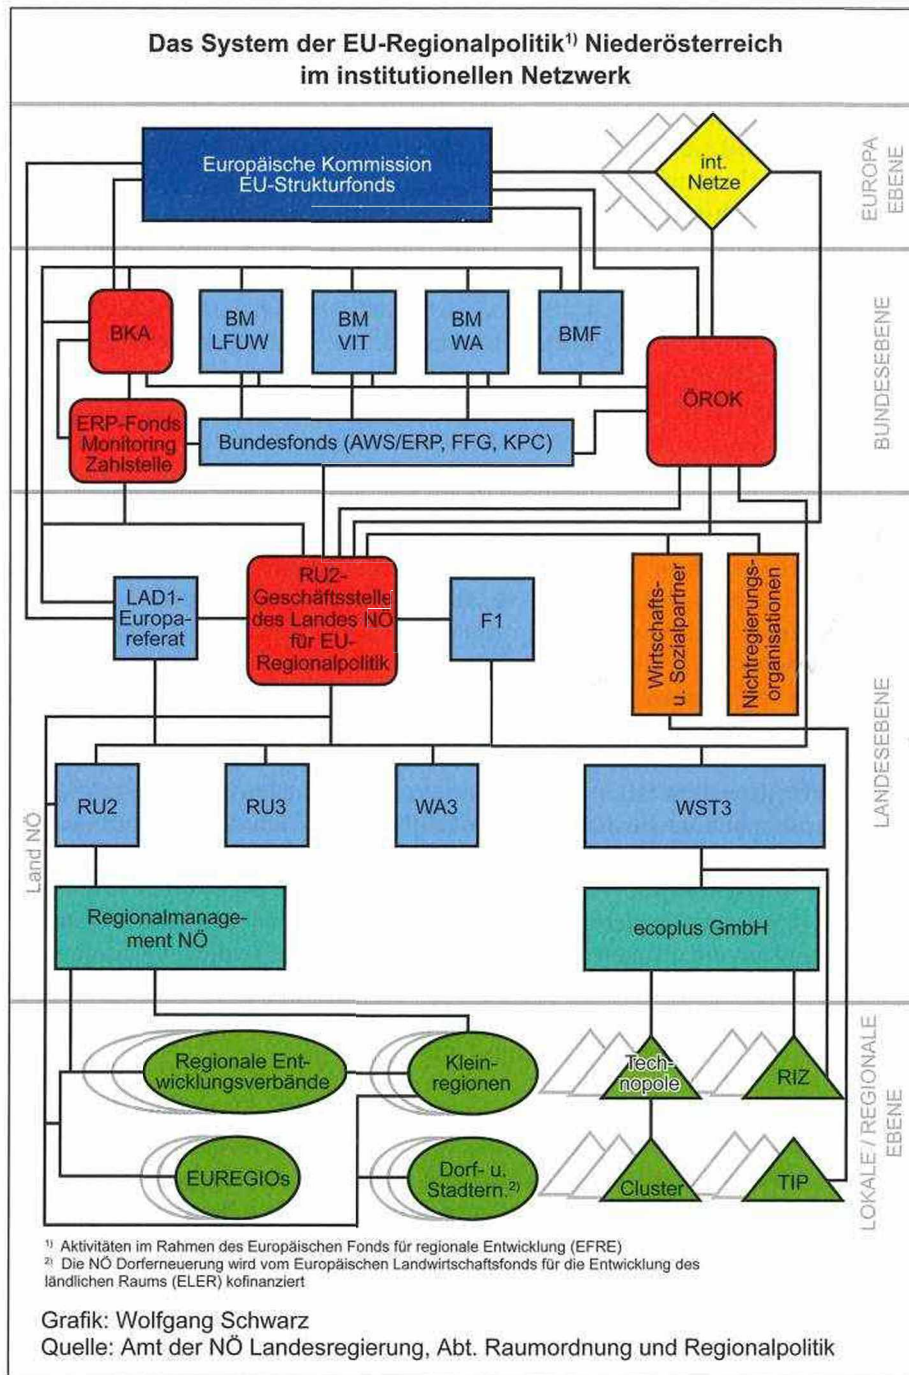 Das System der EU-Regionalpolitik¹⁾ Niederösterreich
im institutionellen Netzwerk
Europäische Kommission
EU-Strukturfonds
int.
Netze
EUROPA
EBENE
BKA
BM
LFUW
BM
VIT
BM
WA
BMF
ÖROK
ERP-Fonds
Monitoring
Zahlstelle
Bundesfonds (AWS/ERP, FFG, KPC)
BUNDESEBENE
LAD1-
Europa-
referat
RU2-
Geschäftsstelle
des Landes NÖ
für EU-
Regionalpolitik
F1
Wirtschafts-
u. Sozialpartner
Nichtregierungs-
organisationen
LANDESEBENE
RU2
RU3
WA3
WST3
Land NÖ
Regionalmanage-
ment NÖ
ecoplus GmbH
Regionale Ent-
wicklungsverbände
Klein-
regionen
Tech-
nopole
RIZ
LOKALE / REGIONALE
EBENE
EUREGIOs
Dorf- u.
Stadtern.²⁾
Cluster
TIP
¹⁾ Aktivitäten im Rahmen des Europäischen Fonds für regionale Entwicklung (EFRE)
²⁾ Die NÖ Dorferneuerung wird vom Europäischen Landwirtschaftsfonds für die Entwicklung des
ländlichen Raums (ELER) kofinanziert
Grafik: Wolfgang Schwarz
Quelle: Amt der NÖ Landesregierung, Abt. Raumordnung und Regionalpolitik